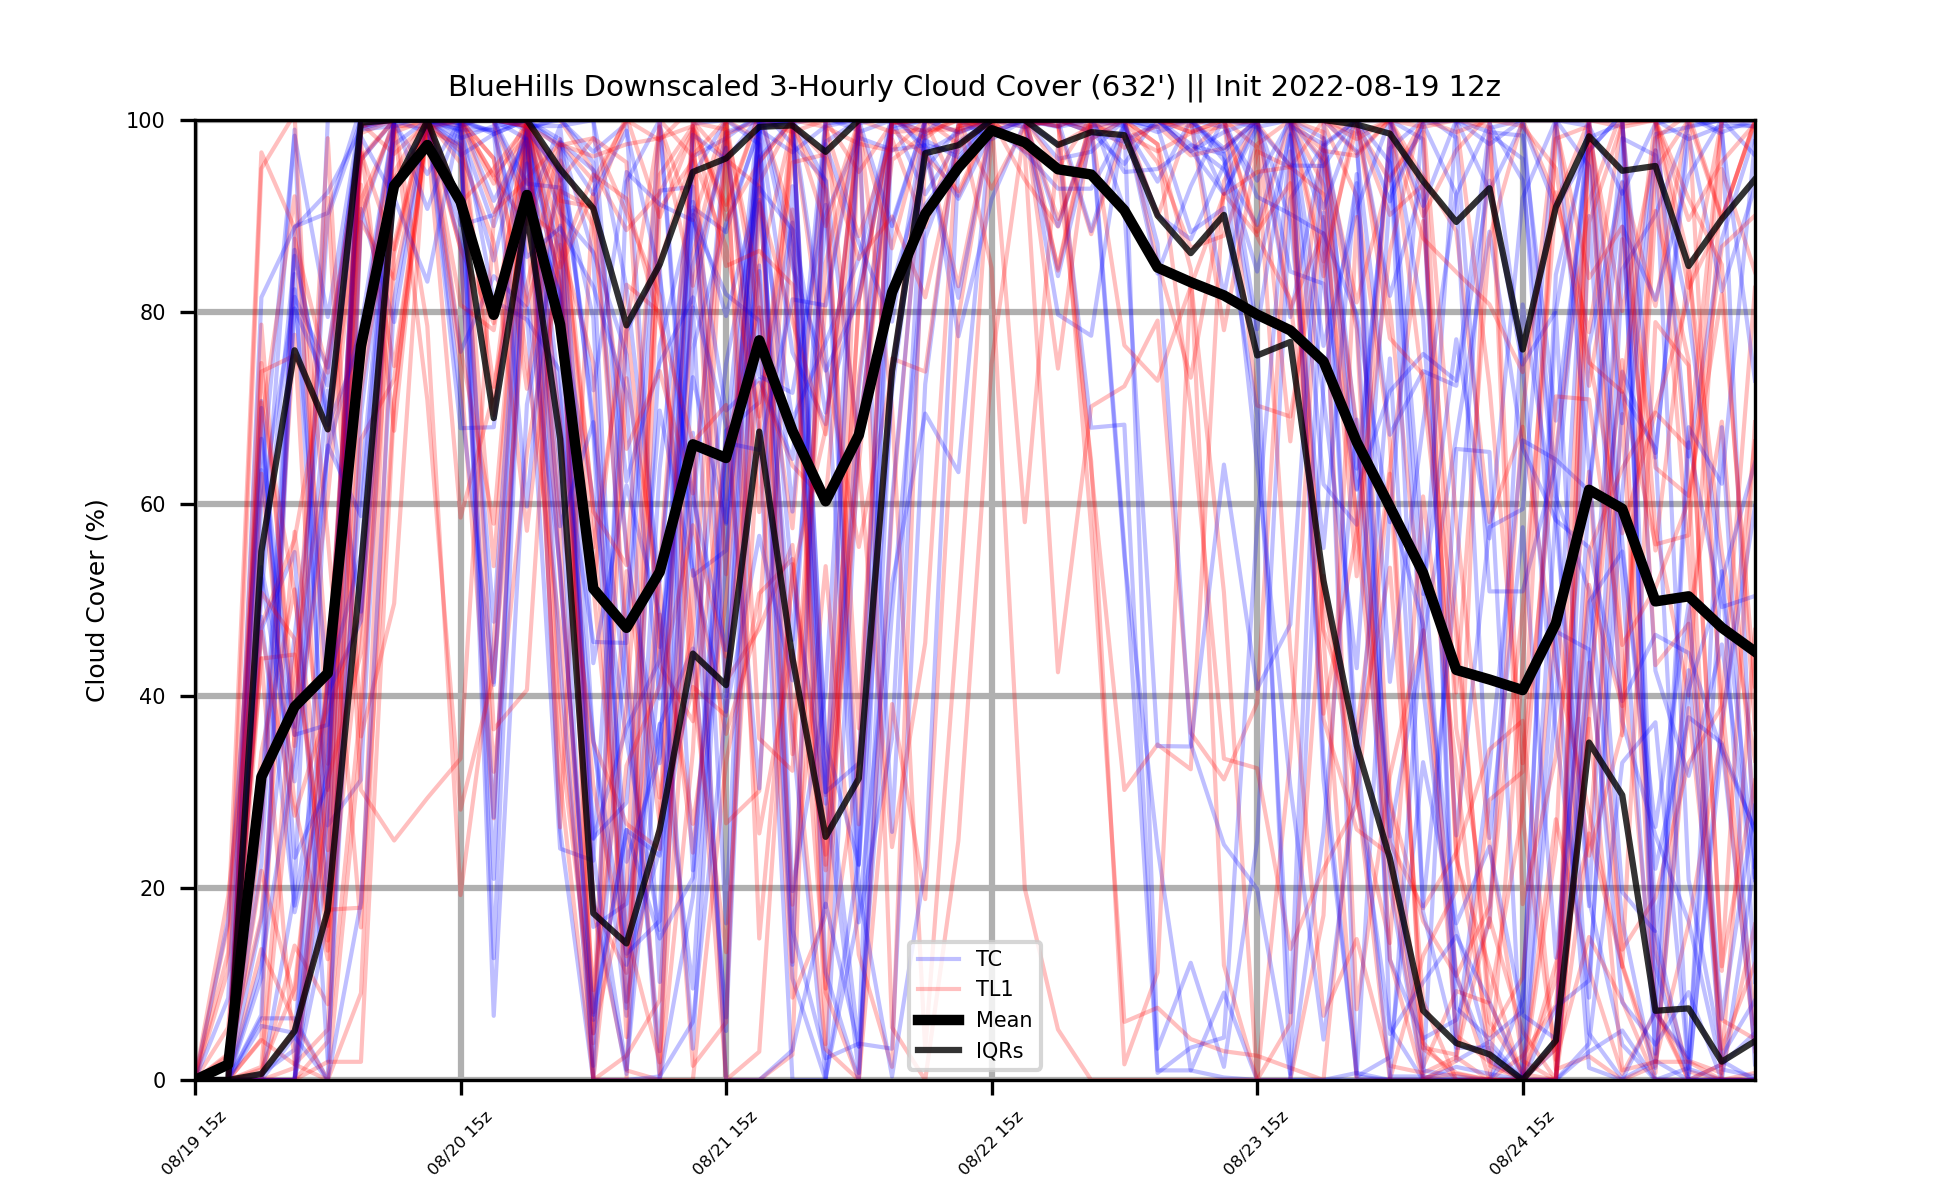 BlueHills Downscaled 3-Hourly Cloud Cover (632') || Init 2022-08-19 12z
Cloud Cover (%)
100
80
60
40
20
0
TC
TL1
Mean
IQRs
08/19 15z
08/20 15z
08/21 15z
08/22 15z
08/23 15z
08/24 15z